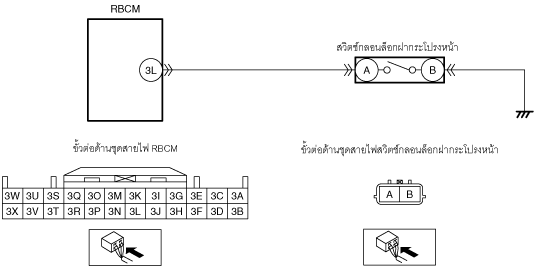 RBCM
สวิตช์กลอนล็อกฝากระโปรงหน้า
3L A B
ขั้วต่อด้านชุดสายไฟ RBCM
ขั้วต่อด้านชุดสายไฟสวิตช์กลอนล็อกฝากระโปรงหน้า
3W 3U 3S 3Q 3O 3M 3K 3I 3G 3E 3C 3A
3X 3V 3T 3R 3P 3N 3L 3J 3H 3F 3D 3B
A B